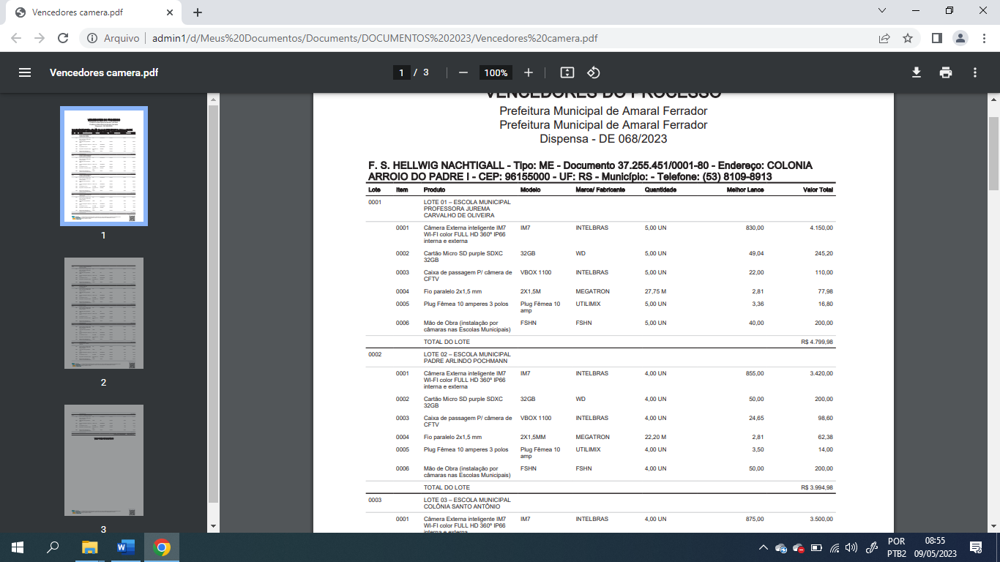 Vencedores camera.pdf
Arquivo admin1/d/Meus%20Documentos/Documents/DOCUMENTOS%202023/Vencedores%20camera.pdf
Vencedores camera.pdf
1 / 3
100%
1
2
3
VENCEDORES DO PROCESSO
Prefeitura Municipal de Amaral Ferrador
Prefeitura Municipal de Amaral Ferrador
Dispensa - DE 068/2023
F. S. HELLWIG NACHTIGALL - Tipo: ME - Documento 37.255.451/0001-80 - Endereço: COLONIA
ARROIO DO PADRE I - CEP: 96155000 - UF: RS - Município: - Telefone: (53) 8109-8913
Lote Item Produto Modelo Marca/ Fabricante Quantidade Melhor Lance Valor Total
0001 LOTE 01 – ESCOLA MUNICIPAL
PROFESSORA JUREMA
CARVALHO DE OLIVEIRA
0001 Câmera Externa inteligente IM7 IM7 INTELBRAS 5,00 UN 830,00 4.150,00
WI-FI color FULL HD 360º IP66
interna e externa
0002 Cartão Micro SD purple SDXC 32GB WD 5,00 UN 49,04 245,20
32GB
0003 Caixa de passagem P/ câmera de VBOX 1100 INTELBRAS 5,00 UN 22,00 110,00
CFTV
0004 Fio paralelo 2x1,5 mm 2X1,5M MEGATRON 27,75 M 2,81 77,98
0005 Plug Fêmea 10 amperes 3 polos Plug Fêmea 10 UTILIMIX 5,00 UN 3,36 16,80
amp
0006 Mão de Obra (instalação por FSHN FSHN 5,00 UN 40,00 200,00
câmaras nas Escolas Municipais)
TOTAL DO LOTE R$ 4.799,98
0002 LOTE 02 – ESCOLA MUNICIPAL
PADRE ARLINDO POCHMANN
0001 Câmera Externa inteligente IM7 IM7 INTELBRAS 4,00 UN 855,00 3.420,00
WI-FI color FULL HD 360º IP66
interna e externa
0002 Cartão Micro SD purple SDXC 32GB WD 4,00 UN 50,00 200,00
32GB
0003 Caixa de passagem P/ câmera de VBOX 1100 INTELBRAS 4,00 UN 24,65 98,60
CFTV
0004 Fio paralelo 2x1,5 mm 2X1,5MM MEGATRON 22,20 M 2,81 62,38
0005 Plug Fêmea 10 amperes 3 polos Plug Fêmea 10 UTILIMIX 4,00 UN 3,50 14,00
amp
0006 Mão de Obra (instalação por FSHN FSHN 4,00 UN 50,00 200,00
câmaras nas Escolas Municipais)
TOTAL DO LOTE R$ 3.994,98
0003 LOTE 03 – ESCOLA MUNICIPAL
COLÔNIA SANTO ANTÔNIO
0001 Câmera Externa inteligente IM7 IM7 INTELBRAS 4,00 UN 875,00 3.500,00
WI-FI color FULL HD 360º IP66
interna e externa
POR 08:55
PTB2 09/05/2023